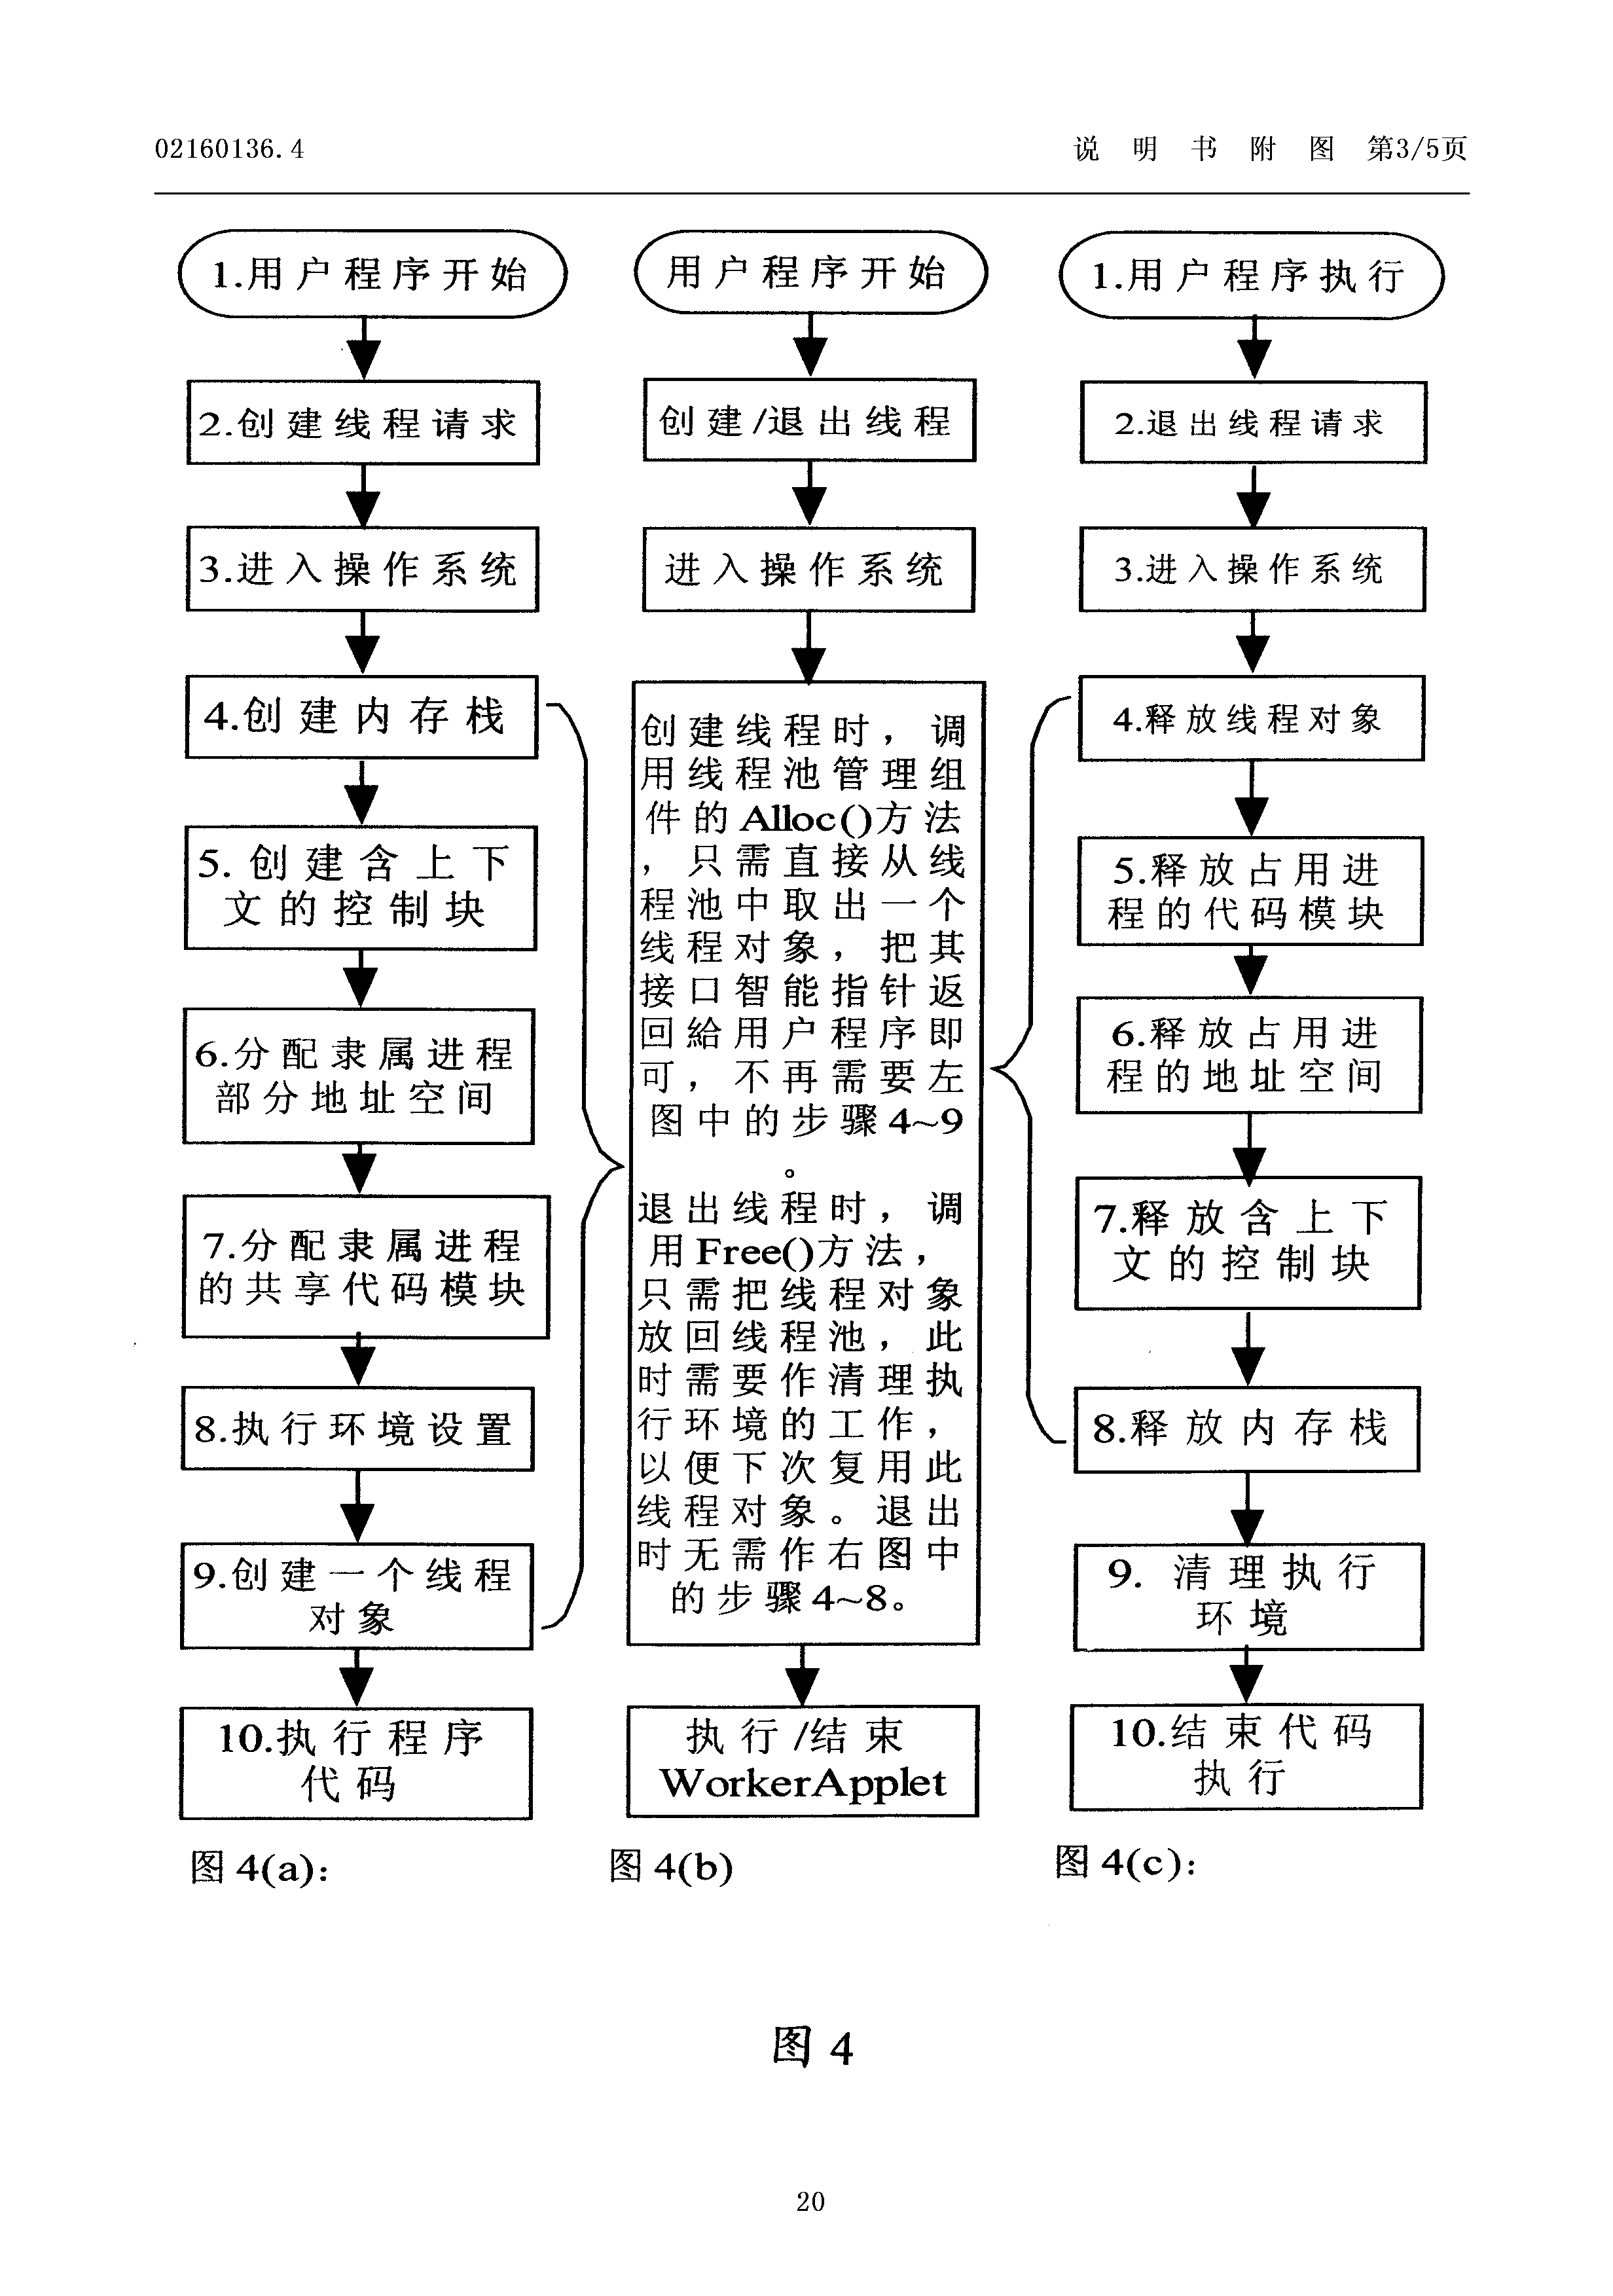 02160136.4
说 明 书 附 图 第3/5页
1.用户程序开始
2.创建线程请求
3.进入操作系统
4.创建内存栈
5.创建含上下
文的控制块
6.分配隶属进程
部分地址空间
7.分配隶属进程
的共享代码模块
8.执行环境设置
9.创建一个线程
对象
10.执行程序
代码
图 4(a):
用户程序开始
创建/退出线程
进入操作系统
创建线程时，调
用线程池管理组
件的Alloc()方法
，只需直接从线
程池中取出一个
线程对象，把其
接口智能指针返
回給用户程序即
可，不再需要左
图中的步骤4~9
。
退出线程时，调
用Free()方法，
只需把线程对象
放回线程池，此
时需要作清理执
行环境的工作，
以便下次复用此
线程对象。退出
时无需作右图中
的步骤4~8。
执行/结束
WorkerApplet
图 4(b)
1.用户程序执行
2.退出线程请求
3.进入操作系统
4.释放线程对象
5.释放占用进
程的代码模块
6.释放占用进
程的地址空间
7.释放含上下
文的控制块
8.释放内存栈
9. 清理执行
环境
10.结束代码
执行
图 4(c):
图 4
20